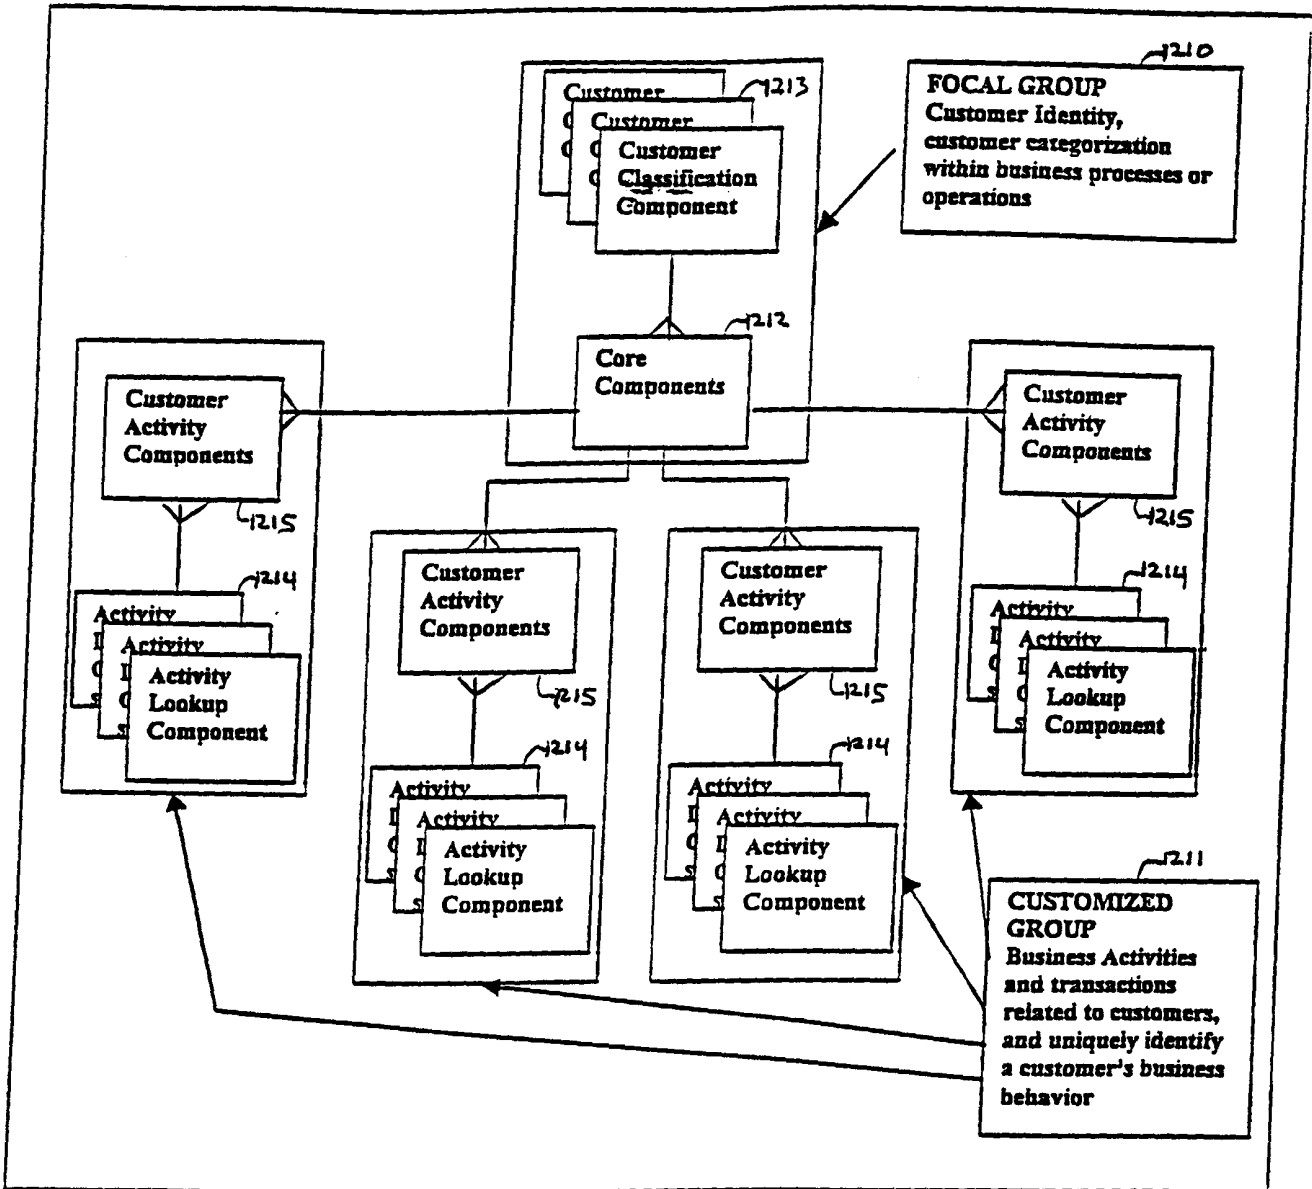 1210
FOCAL GROUP
Customer Identity,
customer categorization
within business processes or
operations
1213
Customer
C
C
Customer
C
C
Customer
Classification
Component
1212
Core
Components
Customer
Activity
Components
1215
1214
Activity
L
C
s
Activity
L
C
s
Activity
Lookup
Component
Customer
Activity
Components
1215
1214
Activity
L
C
s
Activity
L
C
s
Activity
Lookup
Component
Customer
Activity
Components
1215
1214
Activity
L
C
s
Activity
L
C
s
Activity
Lookup
Component
Customer
Activity
Components
1215
1214
Activity
L
C
s
Activity
L
C
s
Activity
Lookup
Component
1211
CUSTOMIZED
GROUP
Business Activities
and transactions
related to customers,
and uniquely identify
a customer's business
behavior